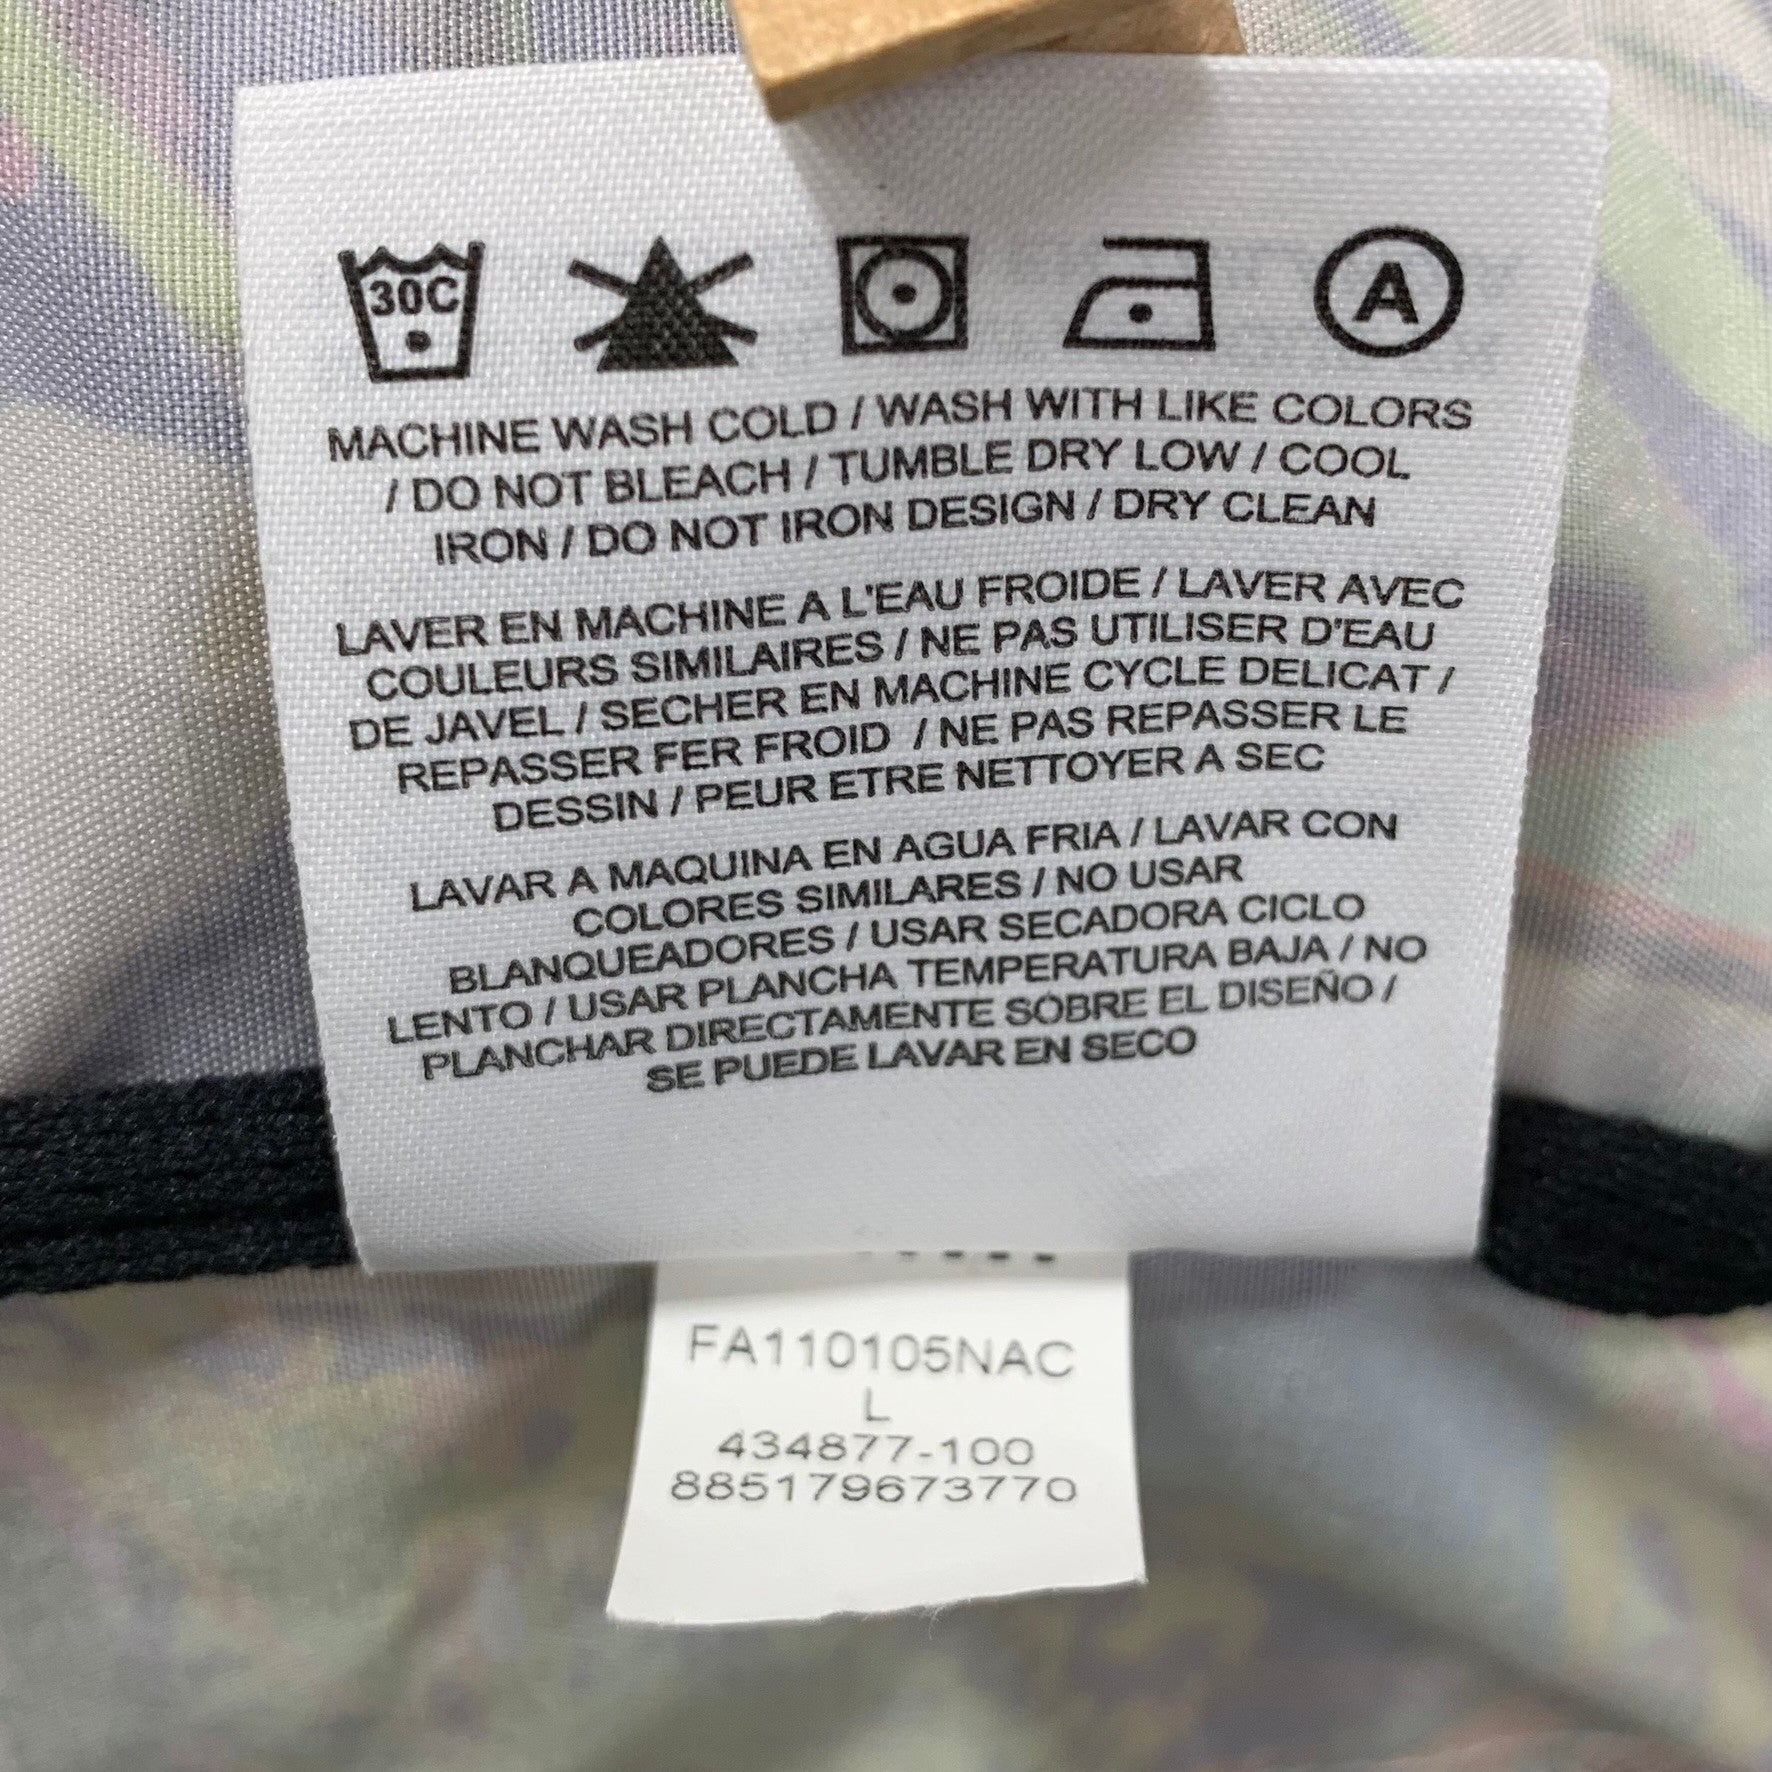 30C
A
MACHINE WASH COLD / WASH WITH LIKE COLORS
/ DO NOT BLEACH / TUMBLE DRY LOW / COOL
IRON / DO NOT IRON DESIGN / DRY CLEAN
LAVER EN MACHINE A L'EAU FROIDE / LAVER AVEC
COULEURS SIMILAIRES / NE PAS UTILISER D'EAU
DE JAVEL / SECHER EN MACHINE CYCLE DELICAT /
REPASSER FER FROID / NE PAS REPASSER LE
DESSIN / PEUR ETRE NETTOYER A SEC
LAVAR A MAQUINA EN AGUA FRIA / LAVAR CON
COLORES SIMILARES / NO USAR
BLANQUEADORES / USAR SECADORA CICLO
LENTO / USAR PLANCHA TEMPERATURA BAJA / NO
PLANCHAR DIRECTAMENTE SOBRE EL DISEÑO /
SE PUEDE LAVAR EN SECO
FA110105NAC
L
434877-100
885179673770